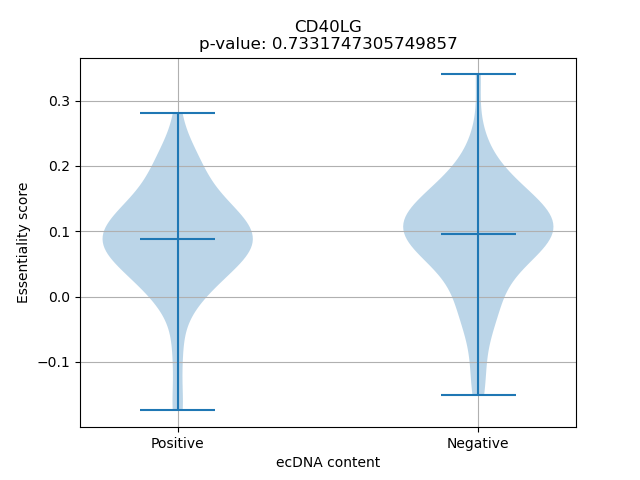 CD40LG
p-value: 0.7331747305749857
0.3
0.2
0.1
0.0
−0.1
Essentiality score
Positive
Negative
ecDNA content